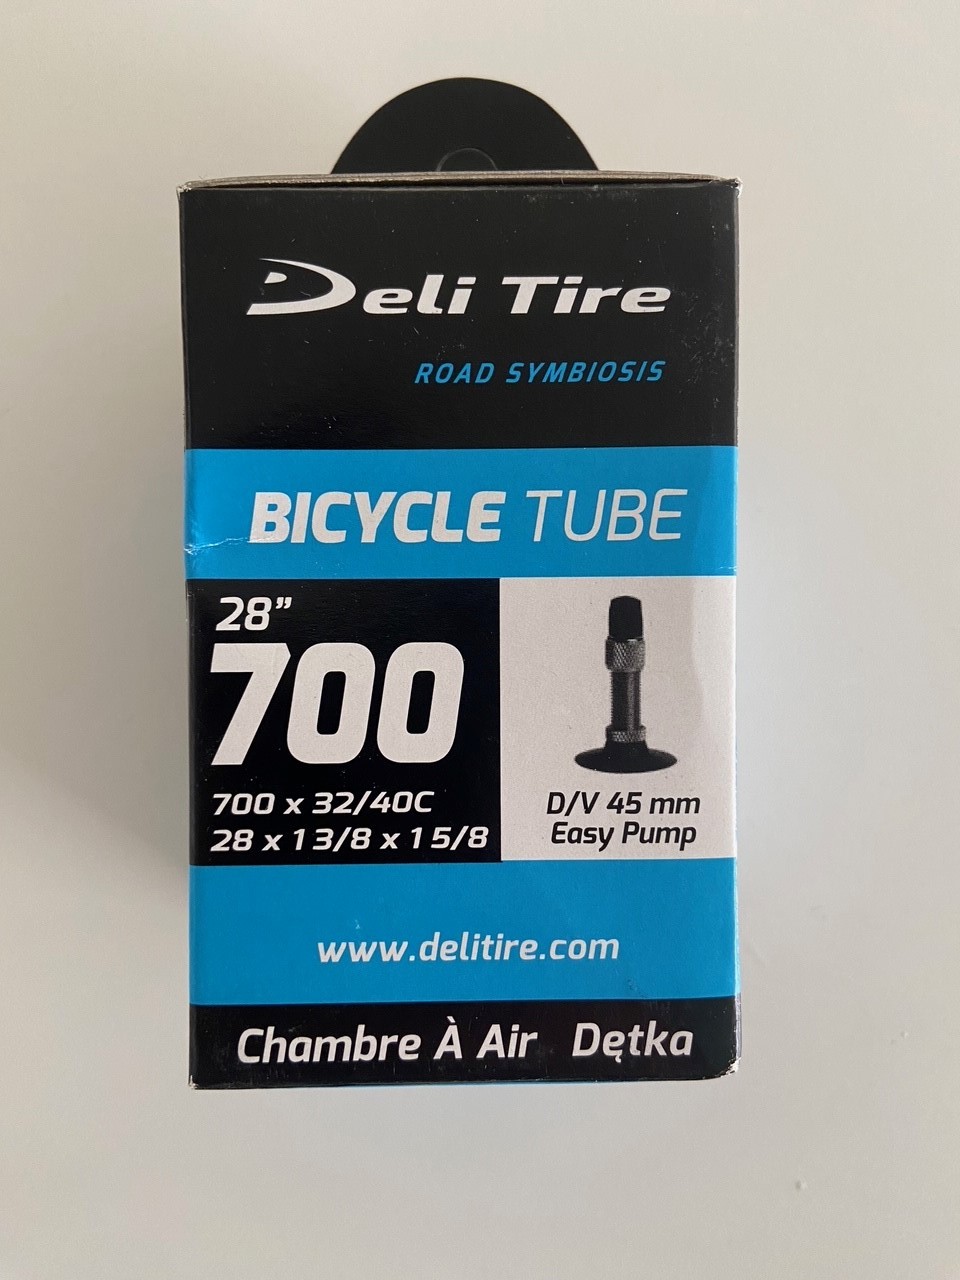 Deli Tire
ROAD SYMBIOSIS
BICYCLE TUBE
28”
700
700 x 32/40C
28 x 1 3/8 x 1 5/8
D/V 45 mm
Easy Pump
www.delitire.com
Chambre À Air Dętka